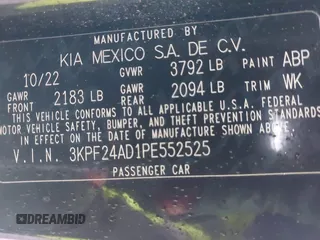 MANUFACTURED BY
KIA MEXICO S.A. DE C.V.
10/22 GVWR 3792 LB PAINT ABP
GAWR FRONT 2183 LB GAWR REAR 2094 LB TRIM WK
THIS VEHICLE CONFORMS TO ALL APPLICABLE U.S.A. FEDERAL
MOTOR VEHICLE SAFETY, BUMPER, AND THEFT PREVENTION STANDARDS
IN EFFECT ON THE DATE OF MANUFACTURE SHOWN ABOVE.
V.I.N. 3KPF24AD1PE552525
PASSENGER CAR
DREAMBID